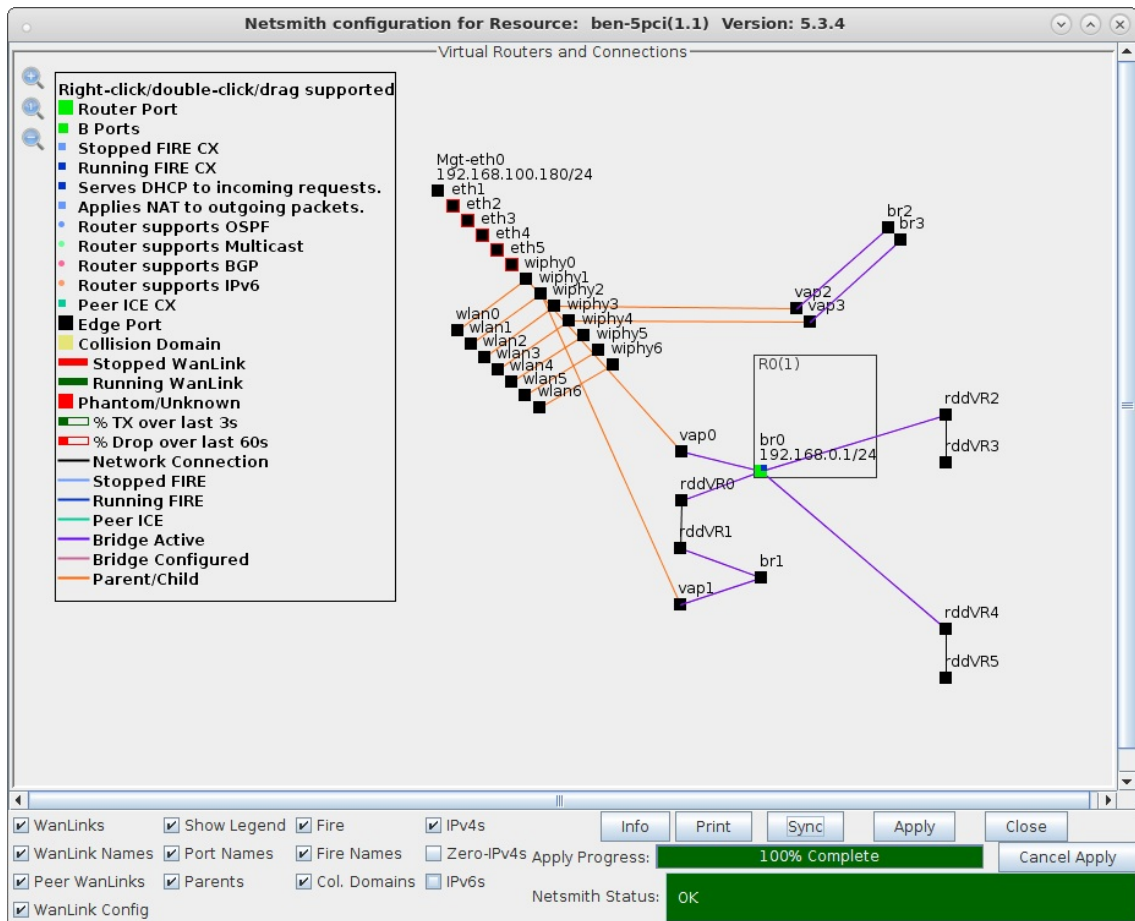 Netsmith configuration for Resource: ben-5pci(1.1) Version: 5.3.4
Virtual Routers and Connections
Right-click/double-click/drag supported
Router Port
B Ports
Stopped FIRE CX
Running FIRE CX
Serves DHCP to incoming requests.
Applies NAT to outgoing packets.
Router supports OSPF
Router supports Multicast
Router supports BGP
Router supports IPv6
Peer ICE CX
Edge Port
Collision Domain
Stopped WanLink
Running WanLink
Phantom/Unknown
% TX over last 3s
% Drop over last 60s
Network Connection
Stopped FIRE
Running FIRE
Peer ICE
Bridge Active
Bridge Configured
Parent/Child
Mgt-eth0
192.168.100.180/24
eth1
eth2
eth3
eth4
eth5
wiphy0
wiphy1
wiphy2
wiphy3
wiphy4
wiphy5
wiphy6
wlan0
wlan1
wlan2
wlan3
wlan4
wlan5
wlan6
br2
br3
vap2
vap3
R0(1)
br0
192.168.0.1/24
vap0
rddVR0
rddVR1
br1
vap1
rddVR2
rddVR3
rddVR4
rddVR5
WanLinks Show Legend Fire IPv4s Info Print Sync Apply Close
WanLink Names Port Names Fire Names Zero-IPv4s Apply Progress: 100% Complete Cancel Apply
Peer WanLinks Parents Col. Domains IPv6s Netsmith Status: OK
WanLink Config